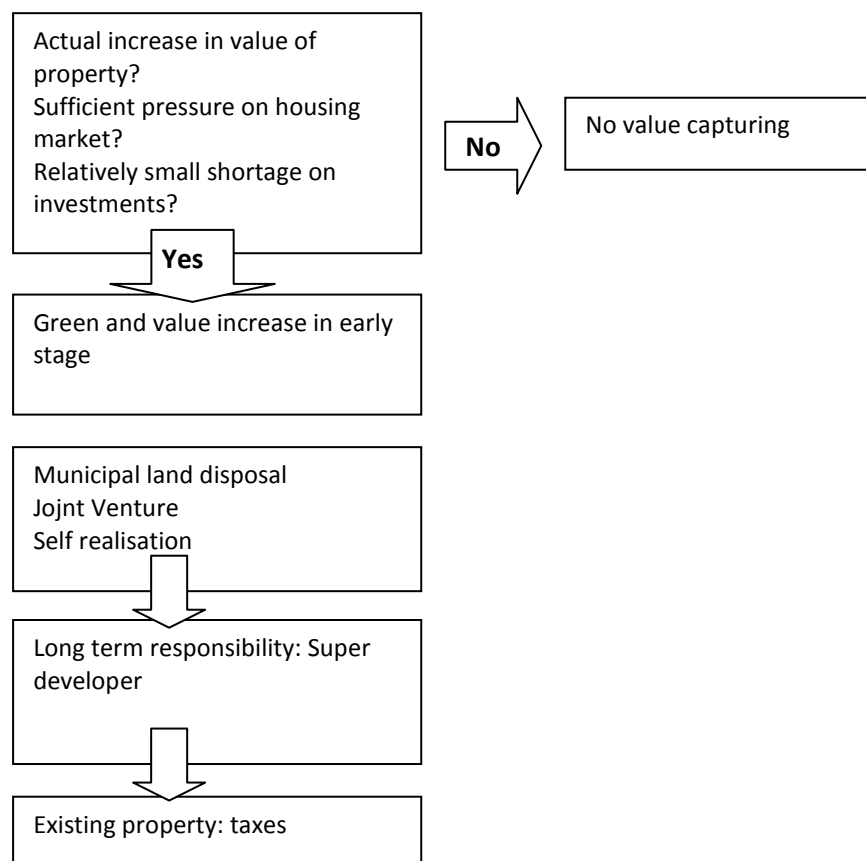 Actual increase in value of
property?
Sufficient pressure on housing
market?
Relatively small shortage on
investments?
No
No value capturing
Yes
Green and value increase in early
stage
Municipal land disposal
Jojnt Venture
Self realisation
Long term responsibility: Super
developer
Existing property: taxes